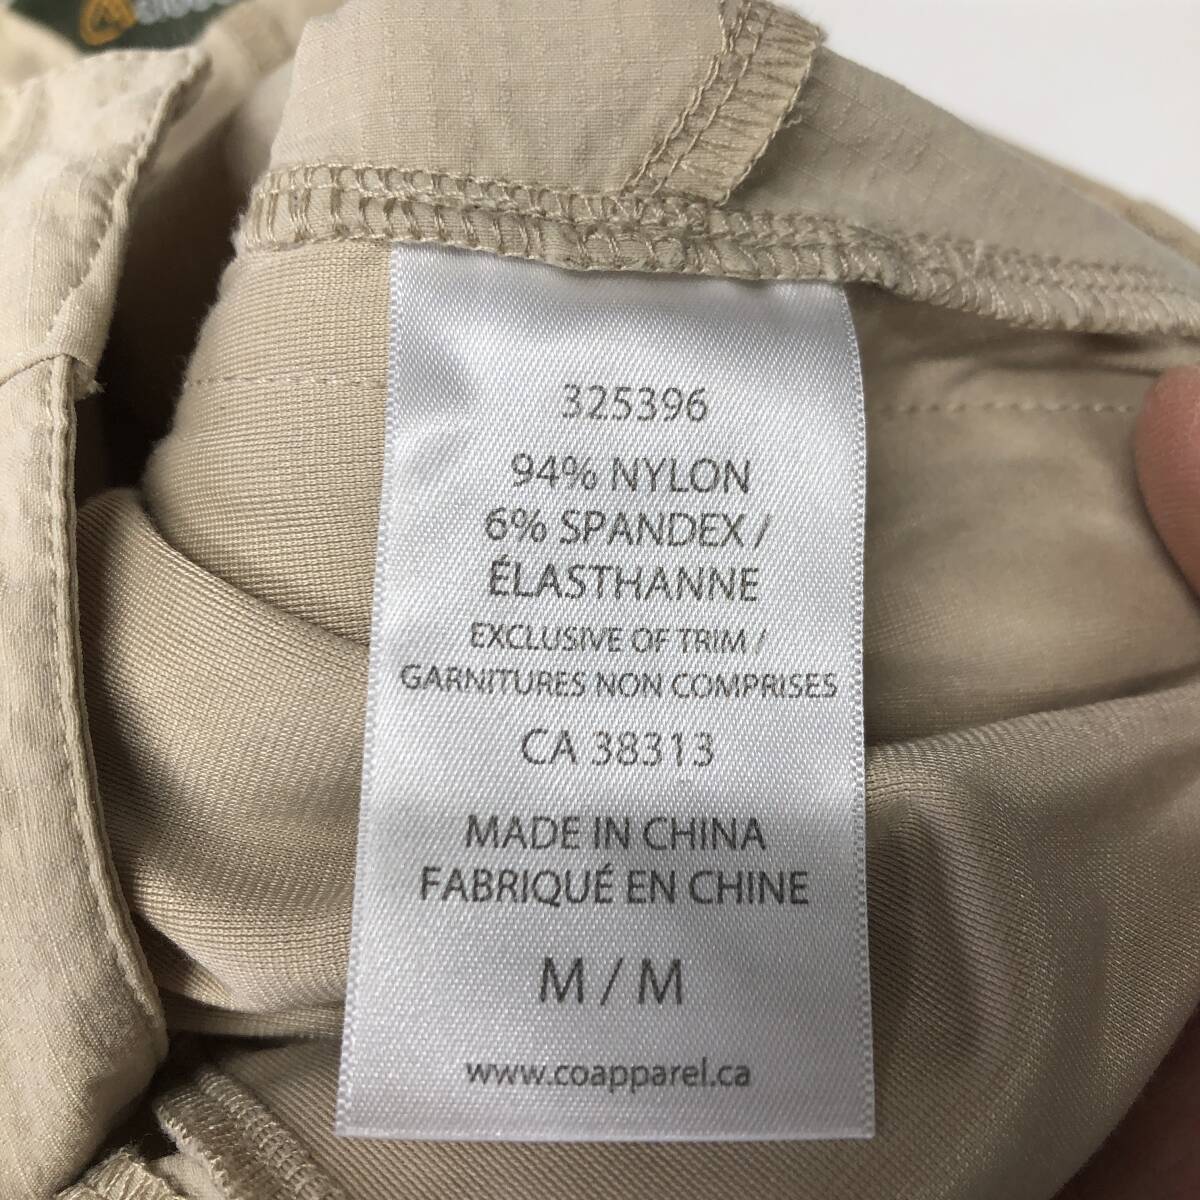 325396
94% NYLON
6% SPANDEX /
ÉLASTHANNE
EXCLUSIVE OF TRIM /
GARNITURES NON COMPRISES
CA 38313
MADE IN CHINA
FABRIQUÉ EN CHINE
M / M
www.coapparel.ca